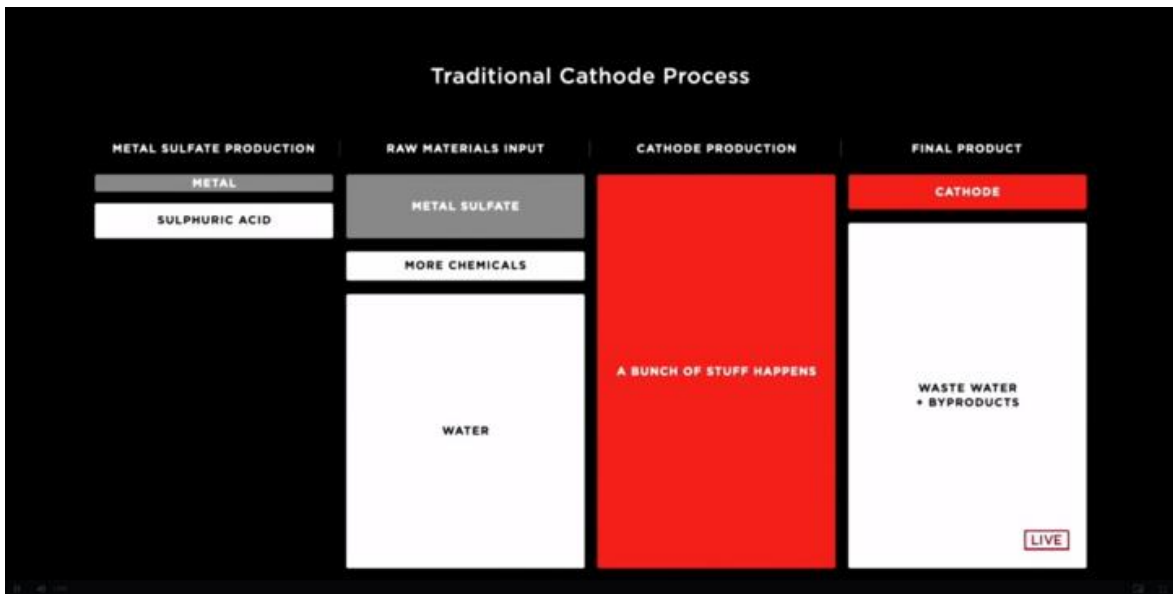 Traditional Cathode Process
METAL SULFATE PRODUCTION
RAW MATERIALS INPUT
CATHODE PRODUCTION
FINAL PRODUCT
METAL
SULPHURIC ACID
METAL SULFATE
MORE CHEMICALS
WATER
A BUNCH OF STUFF HAPPENS
CATHODE
WASTE WATER
+ BYPRODUCTS
LIVE